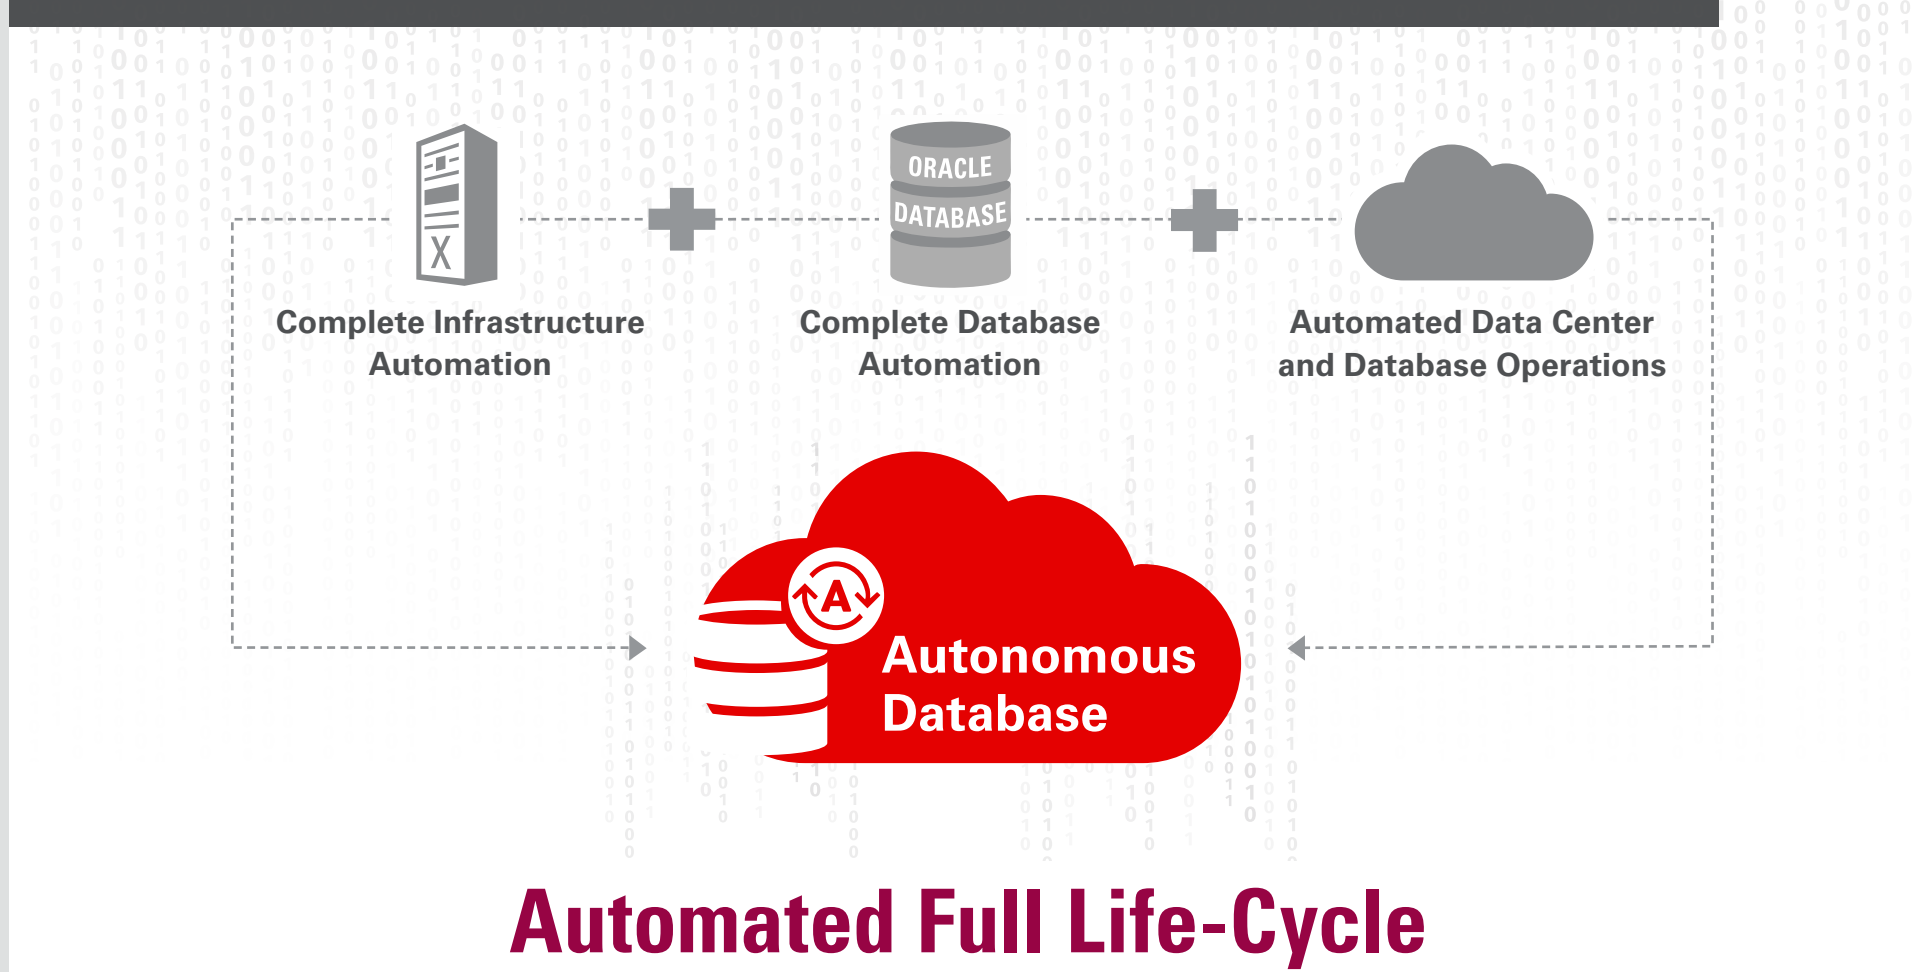 X
ORACLE
DATABASE
Complete Infrastructure
Automation
Complete Database
Automation
Automated Data Center
and Database Operations
A
Autonomous
Database
Automated Full Life-Cycle